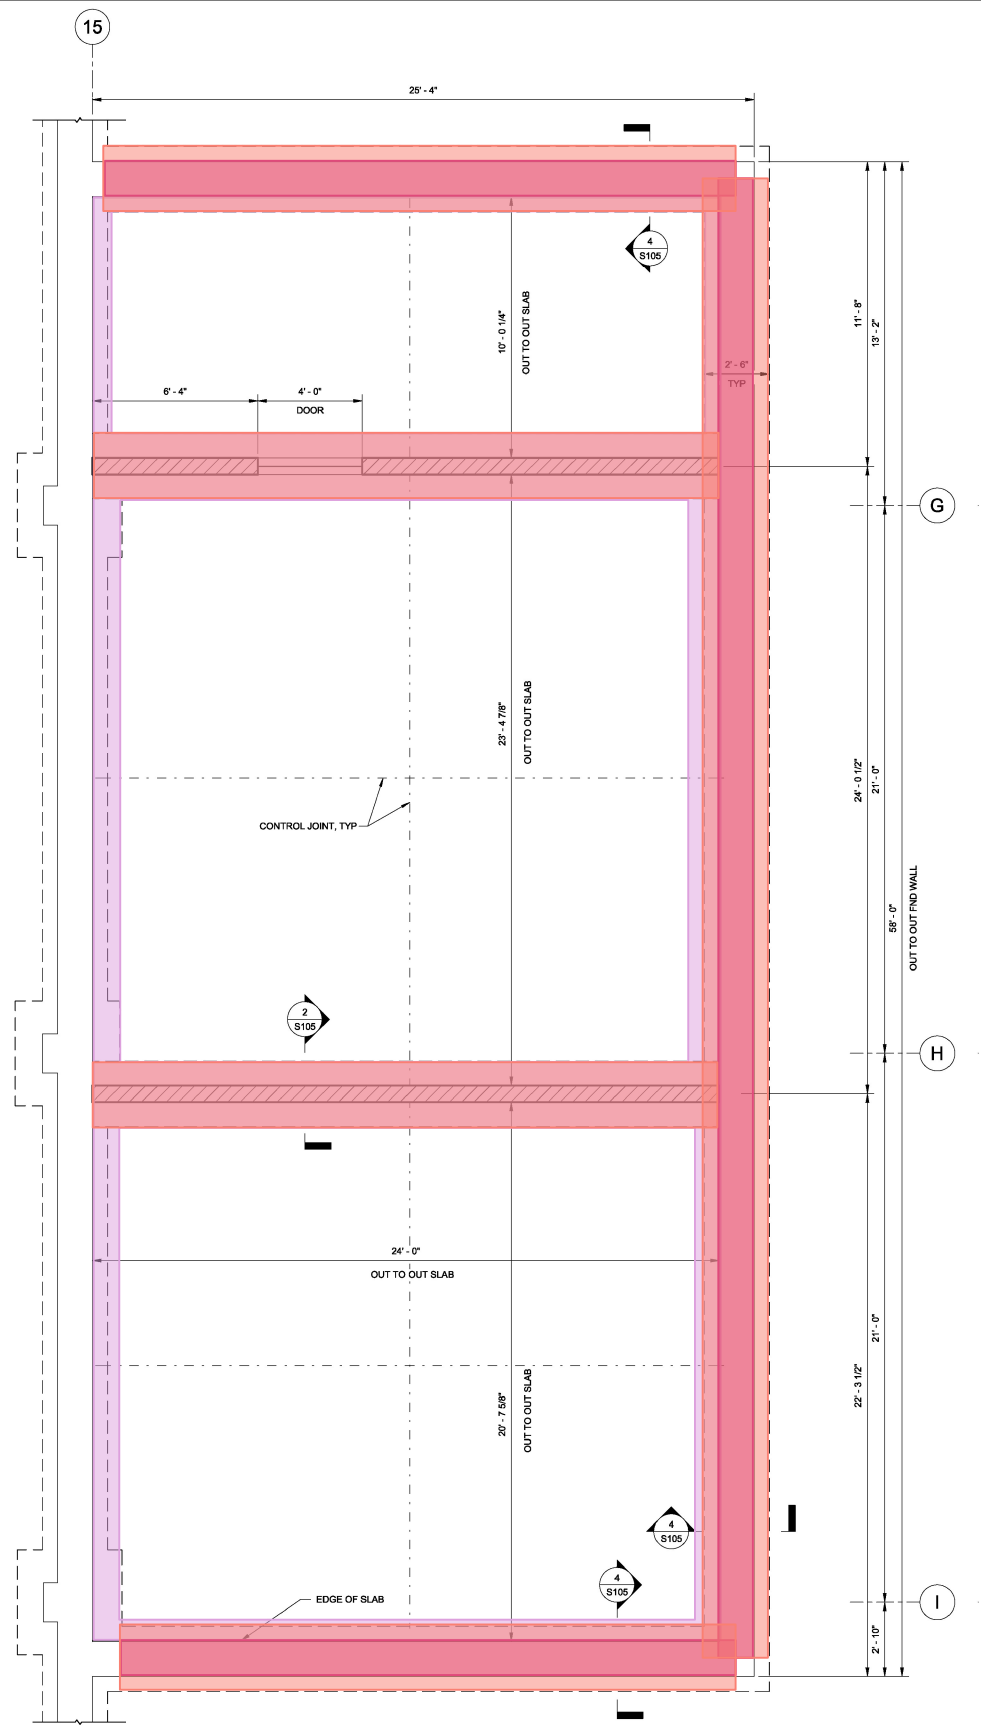 15
25' - 4"
4
S105
10' - 0 1/4"
OUT TO OUT SLAB
11' - 8"
13' - 2"
2' - 6"
TYP
6' - 4"
4' - 0"
DOOR
G
23' - 4 7/8"
OUT TO OUT SLAB
24' - 0 1/2"
21' - 0"
CONTROL JOINT, TYP
58' - 0"
OUT TO OUT FND WALL
2
S105
H
24' - 0"
OUT TO OUT SLAB
20' - 7 5/8"
OUT TO OUT SLAB
22' - 3 1/2"
21' - 0"
4
S105
4
S105
EDGE OF SLAB
I
2' - 10"